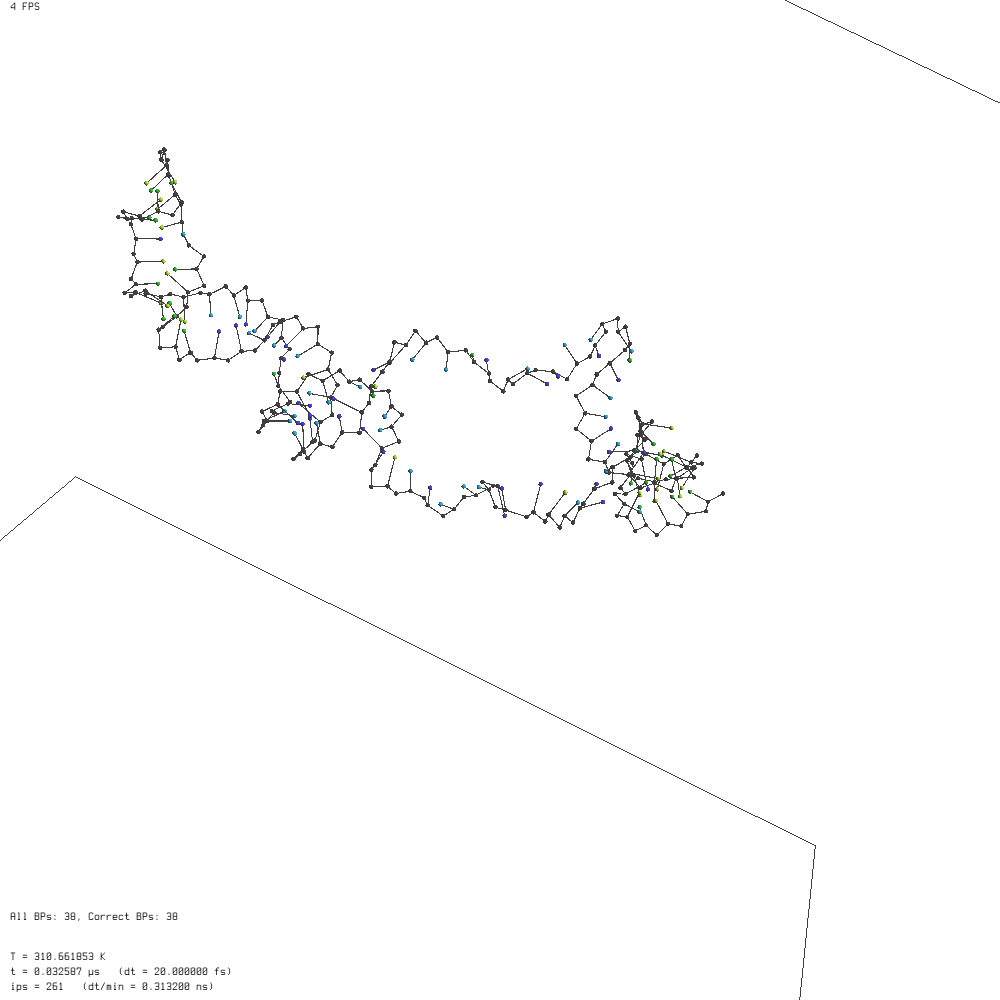 4 FPS
All BPs: 38, Correct BPs: 38
T = 310.661853 K
t = 0.032587 µs   (dt = 20.000000 fs)
ips = 261   (dt/min = 0.313200 ns)